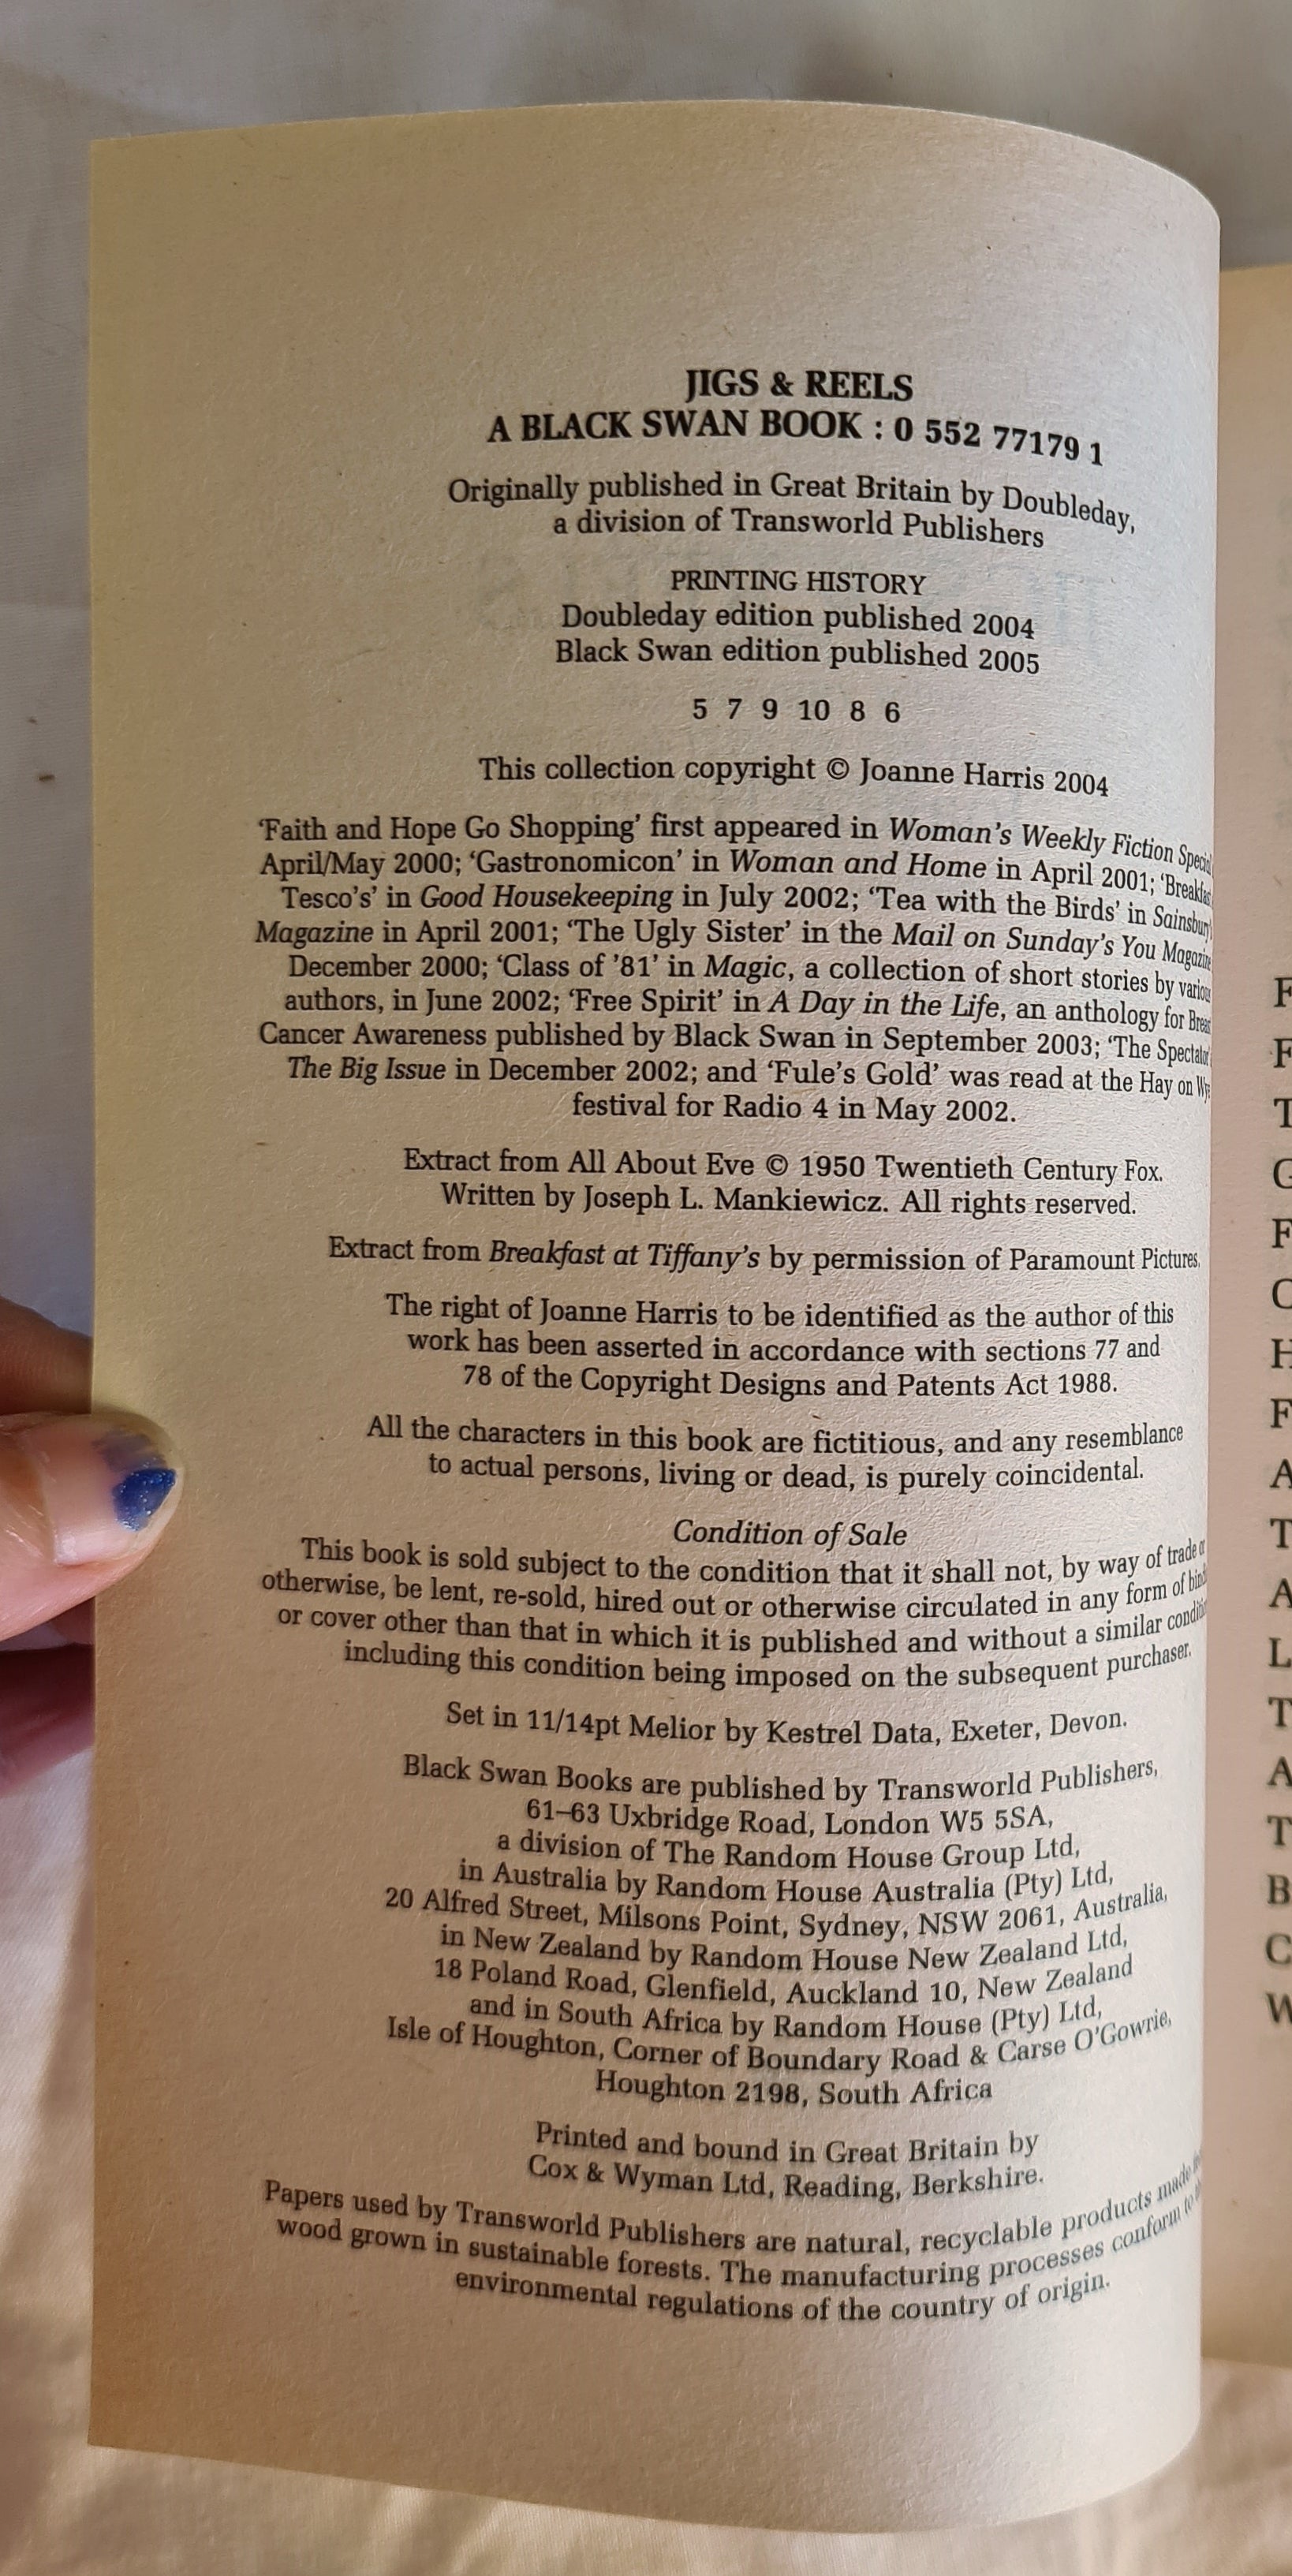 JIGS & REELS
A BLACK SWAN BOOK : 0 552 77179 1
Originally published in Great Britain by Doubleday,
a division of Transworld Publishers
PRINTING HISTORY
Doubleday edition published 2004
Black Swan edition published 2005
5 7 9 10 8 6
This collection copyright © Joanne Harris 2004
‘Faith and Hope Go Shopping’ first appeared in Woman’s Weekly Fiction
April/May 2000; ‘Gastronomicon’ in Woman and Home in April 2001;
Tesco’s’ in Good Housekeeping in July 2002; ‘Tea with the Birds’ in
Magazine in April 2001; ‘The Ugly Sister’ in the Mail on Sunday’s You Magazine
December 2000; ‘Class of ’81’ in Magic, a collection of short stories by
authors, in June 2002; ‘Free Spirit’ in A Day in the Life, an anthology for
Cancer Awareness published by Black Swan in September 2003; ‘The Spectator’
The Big Issue in December 2002; and ‘Fule’s Gold’ was read at the Hay on
festival for Radio 4 in May 2002.
Extract from All About Eve © 1950 Twentieth Century Fox.
Written by Joseph L. Mankiewicz. All rights reserved.
Extract from Breakfast at Tiffany’s by permission of Paramount Pictures.
The right of Joanne Harris to be identified as the author of this
work has been asserted in accordance with sections 77 and
78 of the Copyright Designs and Patents Act 1988.
All the characters in this book are fictitious, and any resemblance
to actual persons, living or dead, is purely coincidental.
Condition of Sale
This book is sold subject to the condition that it shall not, by way of trade or
otherwise, be lent, re-sold, hired out or otherwise circulated in any form of
or cover other than that in which it is published and without a similar
including this condition being imposed on the subsequent purchaser.
Set in 11/14pt Melior by Kestrel Data, Exeter, Devon.
Black Swan Books are published by Transworld Publishers,
61–63 Uxbridge Road, London W5 5SA,
a division of The Random House Group Ltd,
in Australia by Random House Australia (Pty) Ltd,
20 Alfred Street, Milsons Point, Sydney, NSW 2061, Australia,
in New Zealand by Random House New Zealand Ltd,
18 Poland Road, Glenfield, Auckland 10, New Zealand
and in South Africa by Random House (Pty) Ltd,
Isle of Houghton, Corner of Boundary Road & Carse O’Gowrie,
Houghton 2198, South Africa
Printed and bound in Great Britain by
Cox & Wyman Ltd, Reading, Berkshire.
Papers used by Transworld Publishers are natural, recyclable products made
wood grown in sustainable forests. The manufacturing processes conform to
environmental regulations of the country of origin.
F
F
T
G
F
O
H
F
A
T
A
L
T
A
T
B
C
W